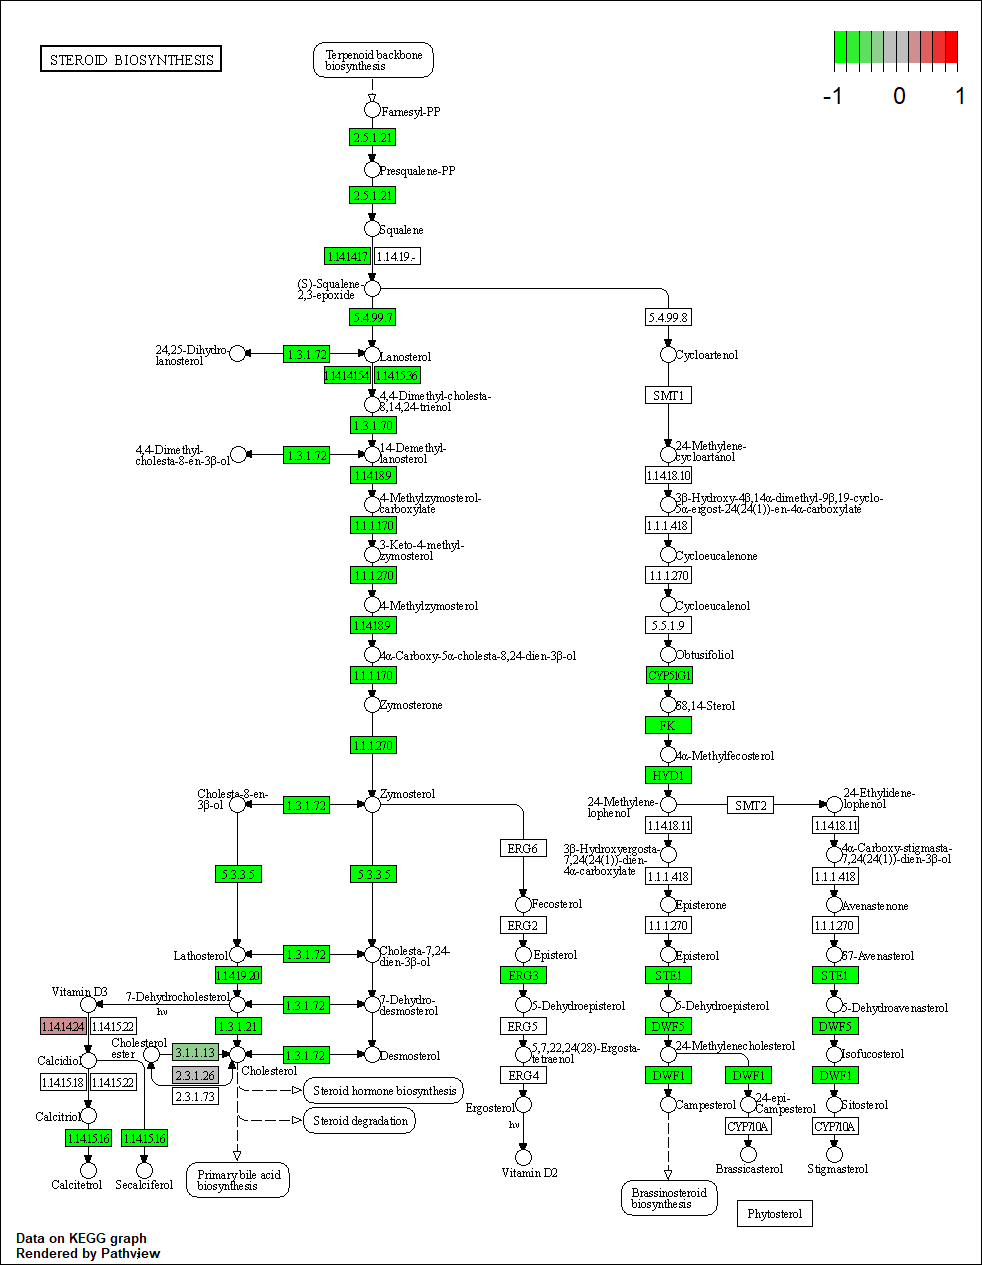 STEROID BIOSYNTHESIS
Terpenoid backbone
biosynthesis
-1 0 1
Farnesyl-PP
2.5.1.21
Presqualene-PP
2.5.1.21
Squalene
1.14.14.17 1.14.19.-
(S)-Squalene-
2,3-epoxide
5.4.99.7 5.4.99.8
24,25-Dihydro-
lanosterol
1.3.1.72
Lanosterol
Cycloartenol
1.14.14.154 1.14.15.36
SMT1
4,4-Dimethyl-cholesta-
8,14,24-trienol
1.3.1.70
4,4-Dimethyl-
cholesta-8-en-3β-ol
1.3.1.72
14-Demethyl-
lanosterol
24-Methylene-
cycloartanol
1.14.18.9 1.14.18.10
4-Methylzymosterol-
carboxylate
3β-Hydroxy-4β,14α-dimethyl-9β,19-cyclo-
5α-ergost-24(24(1))-en-4α-carboxylate
1.1.1.170 1.1.1.418
3-Keto-4-methyl-
zymosterol
Cycloeucalenone
1.1.1.270 1.1.1.270
4-Methylzymosterol
Cycloeucalenol
1.14.18.9 5.5.1.9
4α-Carboxy-5α-cholesta-8,24-dien-3β-ol
Obtusifoliol
1.1.1.170 CYP51G1
Zymosterone
δ8,14-Sterol
FK
1.1.1.270
4α-Methylfecosterol
HYD1
Cholesta-8-en-
3β-ol
1.3.1.72
Zymosterol
24-Methylene-
lophenol
SMT2
24-Ethylidene-
lophenol
1.14.18.11 1.14.18.11
ERG6
3β-Hydroxyergosta-
7,24(24(1))-dien-
4α-carboxylate
4α-Carboxy-stigmasta-
7,24(24(1))-dien-3β-ol
5.3.3.5 5.3.3.5
1.1.1.418 1.1.1.418
Fecosterol
Episterone
Avenastenone
ERG2 1.1.1.270 1.1.1.270
Lathosterol
1.3.1.72
Cholesta-7,24-
dien-3β-ol
Episterol
Episterol
δ7-Avenasterol
1.14.19.20 ERG3 STE1 STE1
Vitamin D3
7-Dehydrocholesterol
hν
1.3.1.72
7-Dehydro-
desmosterol
5-Dehydroepisterol
5-Dehydroepisterol
5-Dehydroavenasterol
1.14.14.24 1.14.15.22
1.3.1.21
ERG5 DWF5 DWF5
Calcidiol
Cholesterol
ester
3.1.1.13
1.3.1.72
Desmosterol
5,7,22,24(28)-Ergosta-
tetraenol
24-Methylenecholesterol
Isofucosterol
Cholesterol
1.14.15.18 1.14.15.22
2.3.1.26
2.3.1.73
ERG4 DWF1 DWF1 DWF1
Steroid hormone biosynthesis
Calcitriol
Ergosterol
Campesterol
24-epi-
Campesterol
Sitosterol
Steroid degradation
hν
CYP710A CYP710A
1.14.15.16 1.14.15.16
Calcitetrol
Secalciferol
Primary bile acid
biosynthesis
Vitamin D2
Brassicasterol
Stigmasterol
Brassinosteroid
biosynthesis
Phytosterol
Data on KEGG graph
Rendered by Pathview